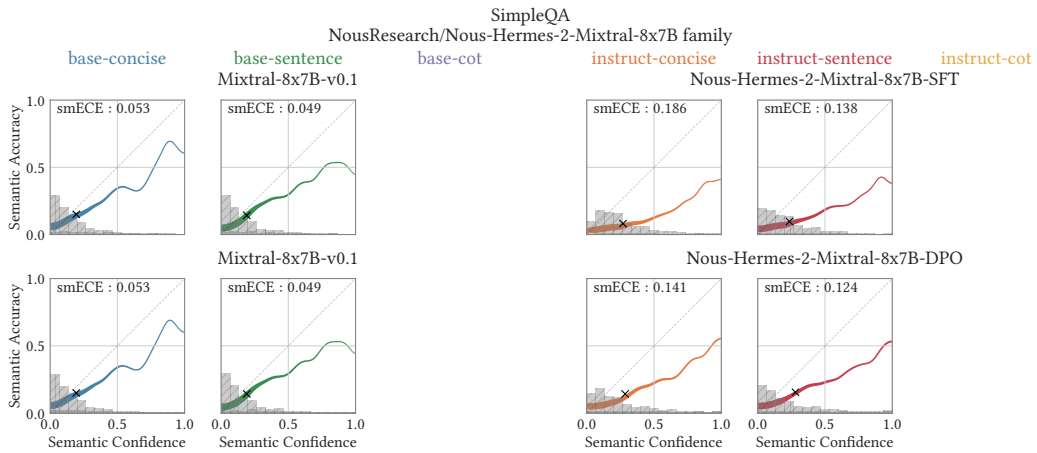 SimpleQA
NousResearch/Nous-Hermes-2-Mixtral-8x7B family
base-concise base-sentence base-cot instruct-concise instruct-sentence instruct-cot
Mixtral-8x7B-v0.1 Nous-Hermes-2-Mixtral-8x7B-SFT
smECE : 0.053 smECE : 0.049 smECE : 0.186 smECE : 0.138
1.0
0.5
0.0
Semantic Accuracy
Mixtral-8x7B-v0.1 Nous-Hermes-2-Mixtral-8x7B-DPO
smECE : 0.053 smECE : 0.049 smECE : 0.141 smECE : 0.124
1.0
0.5
0.0
Semantic Accuracy
0.0 0.5 1.0 0.0 0.5 1.0 0.0 0.5 1.0 0.0 0.5 1.0
Semantic Confidence Semantic Confidence Semantic Confidence Semantic Confidence